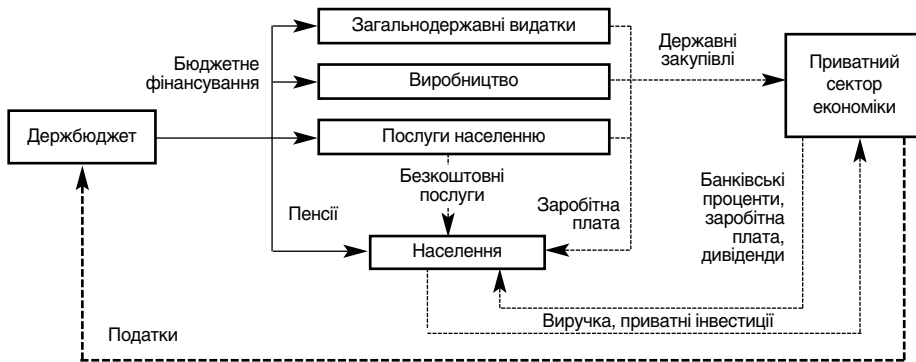 Загальнодержавні видатки
Державні
закупівлі
Приватний
сектор
економіки
Бюджетне
фінансування
Виробництво
Держбюджет
Послуги населенню
Безкоштовні
послуги
Банківські
проценти,
заробітна
плата,
дивіденди
Пенсії
Заробітна
плата
Населення
Виручка, приватні інвестиції
Податки